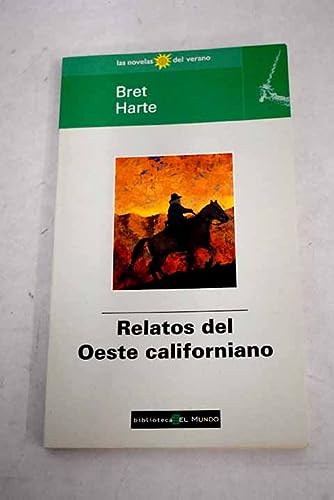 las novelas del verano
Bret
Harte
Relatos del
Oeste californiano
biblioteca EL MUNDO